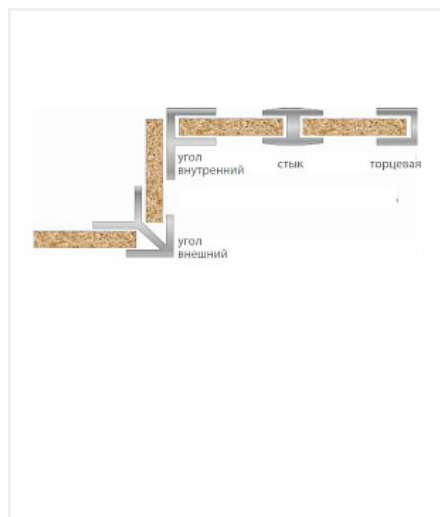 угол
внутренний
стык
торцевая
угол
внешний